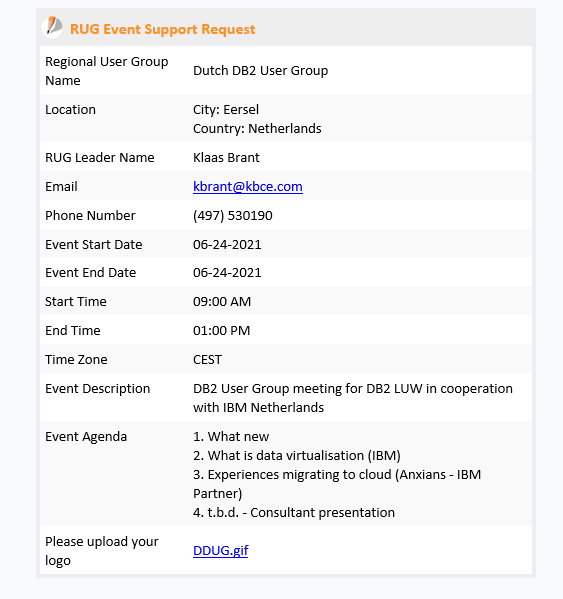 RUG Event Support Request
Regional User Group
Name
Dutch DB2 User Group
Location
City: Eersel
Country: Netherlands
RUG Leader Name
Klaas Brant
Email
kbrant@kbce.com
Phone Number
(497) 530190
Event Start Date
06-24-2021
Event End Date
06-24-2021
Start Time
09:00 AM
End Time
01:00 PM
Time Zone
CEST
Event Description
DB2 User Group meeting for DB2 LUW in cooperation
with IBM Netherlands
Event Agenda
1. What new
2. What is data virtualisation (IBM)
3. Experiences migrating to cloud (Anxians - IBM
Partner)
4. t.b.d. - Consultant presentation
Please upload your
logo
DDUG.gif